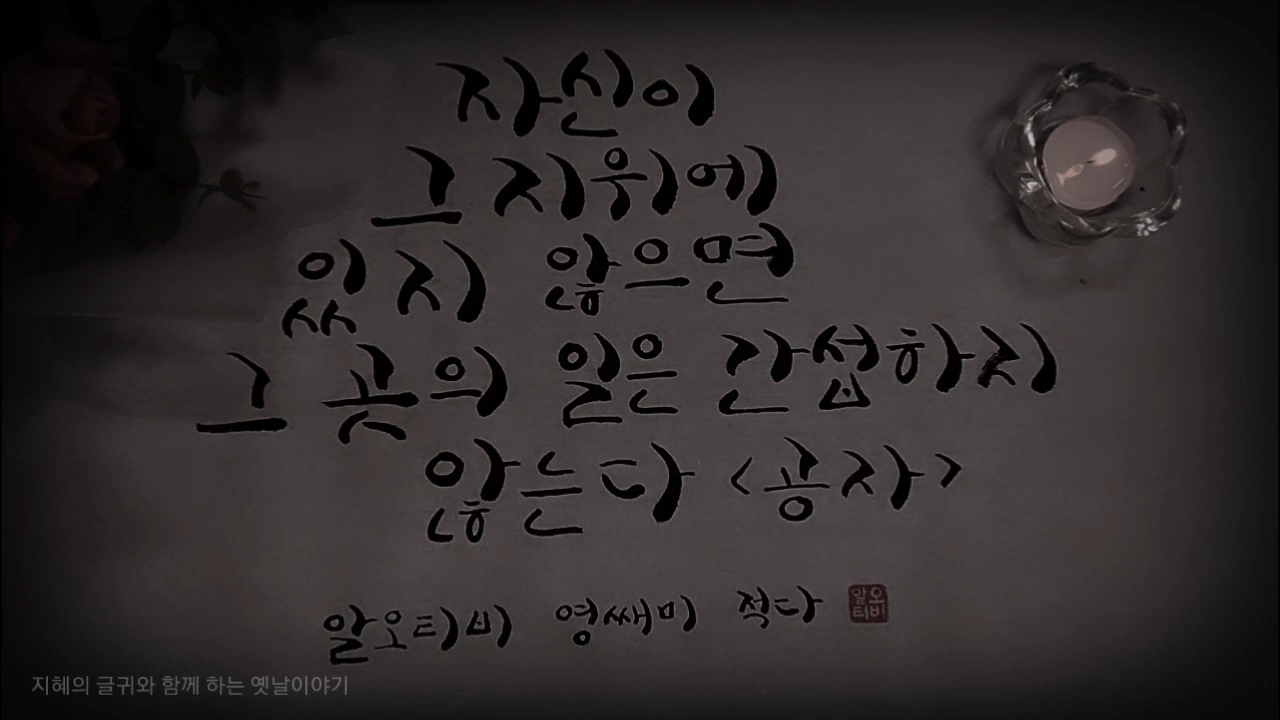 자신이
그 지위에
있지 않으면
그 곳의 일은 간섭하지
않는다 <공자>
알오티비 영쌔미 적다
알오
티비
지혜의 글귀와 함께 하는 옛날이야기